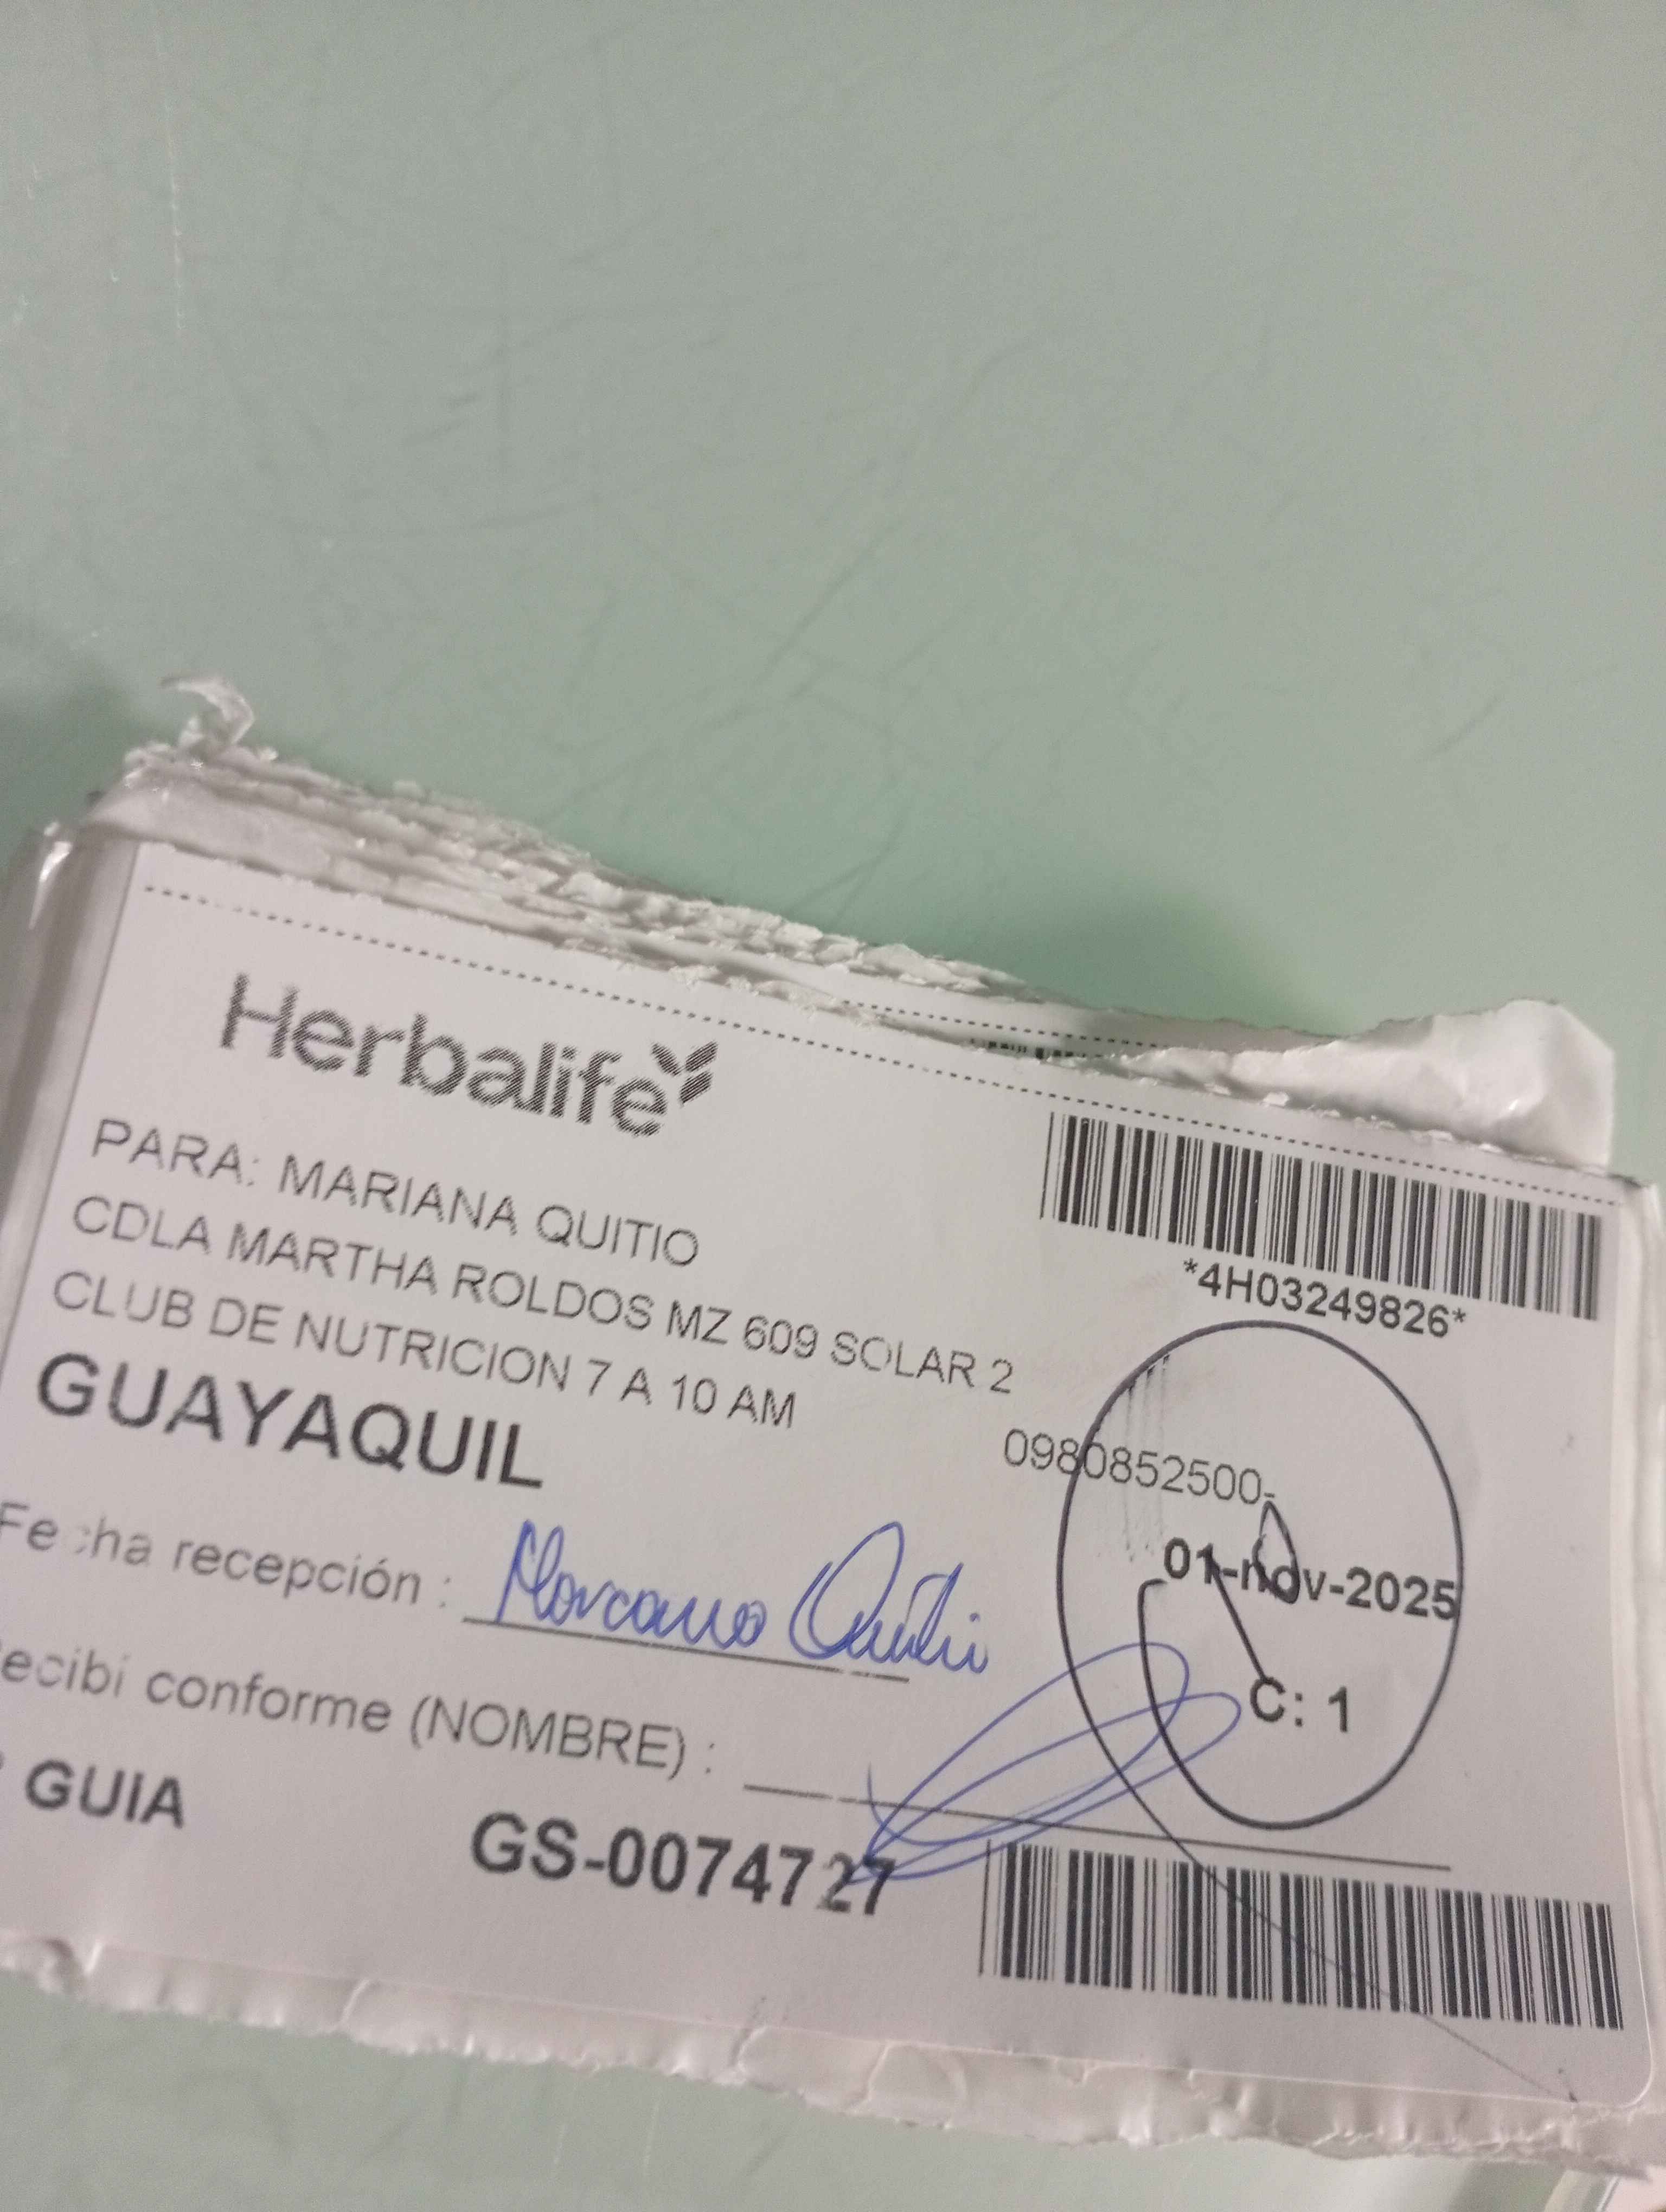 Herbalife
*4H03249826*
PARA: MARIANA QUITIO
CDLA MARTHA ROLDOS MZ 609 SOLAR 2
CLUB DE NUTRICION 7 A 10 AM
GUAYAQUIL
0980852500-
01-nov-2025
Fecha recepción :
C: 1
ecibí conforme (NOMBRE) :
GUIA GS-0074727